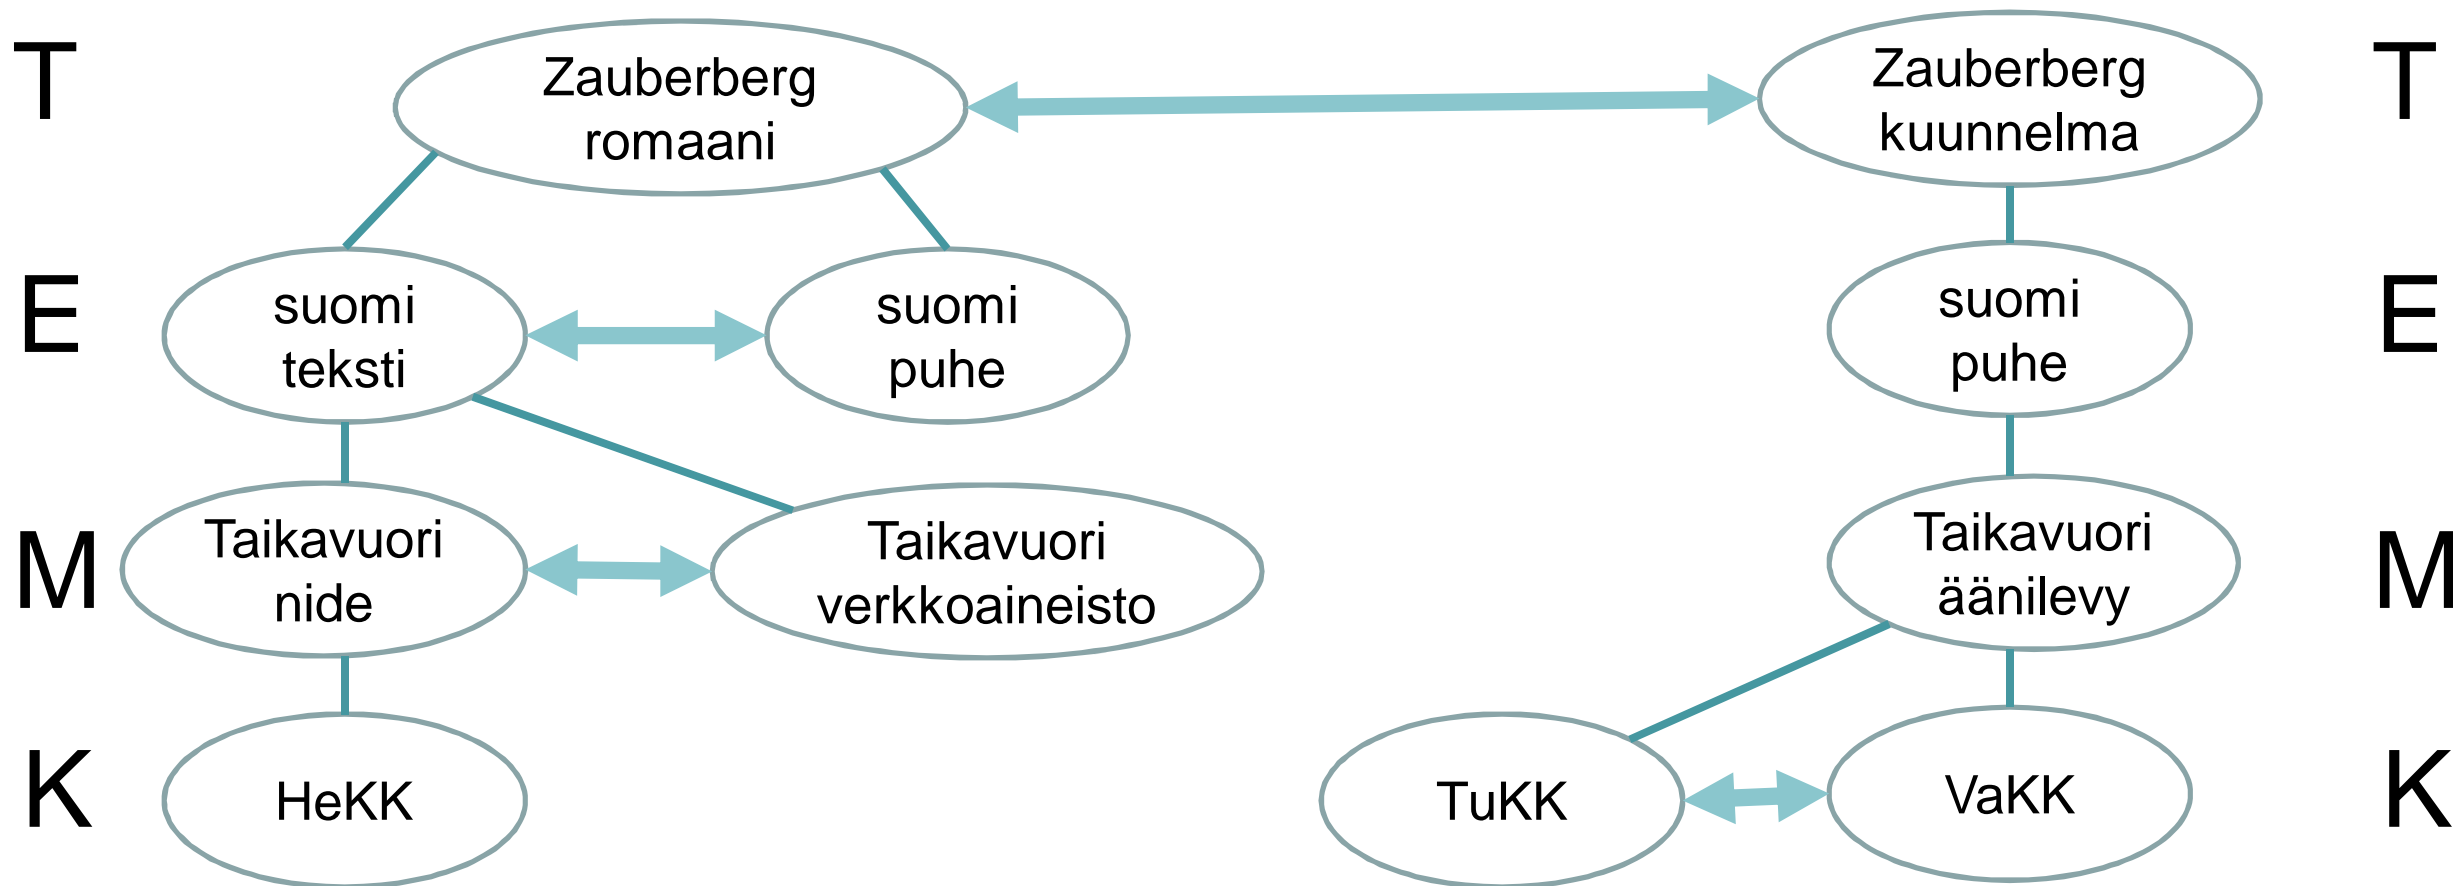 T
Zauberberg
romaani
Zauberberg
kuunnelma
T
E
suomi
teksti
suomi
puhe
suomi
puhe
E
M
Taikavuori
nide
Taikavuori
verkkoaineisto
Taikavuori
äänilevy
M
K
HeKK
TuKK
VaKK
K